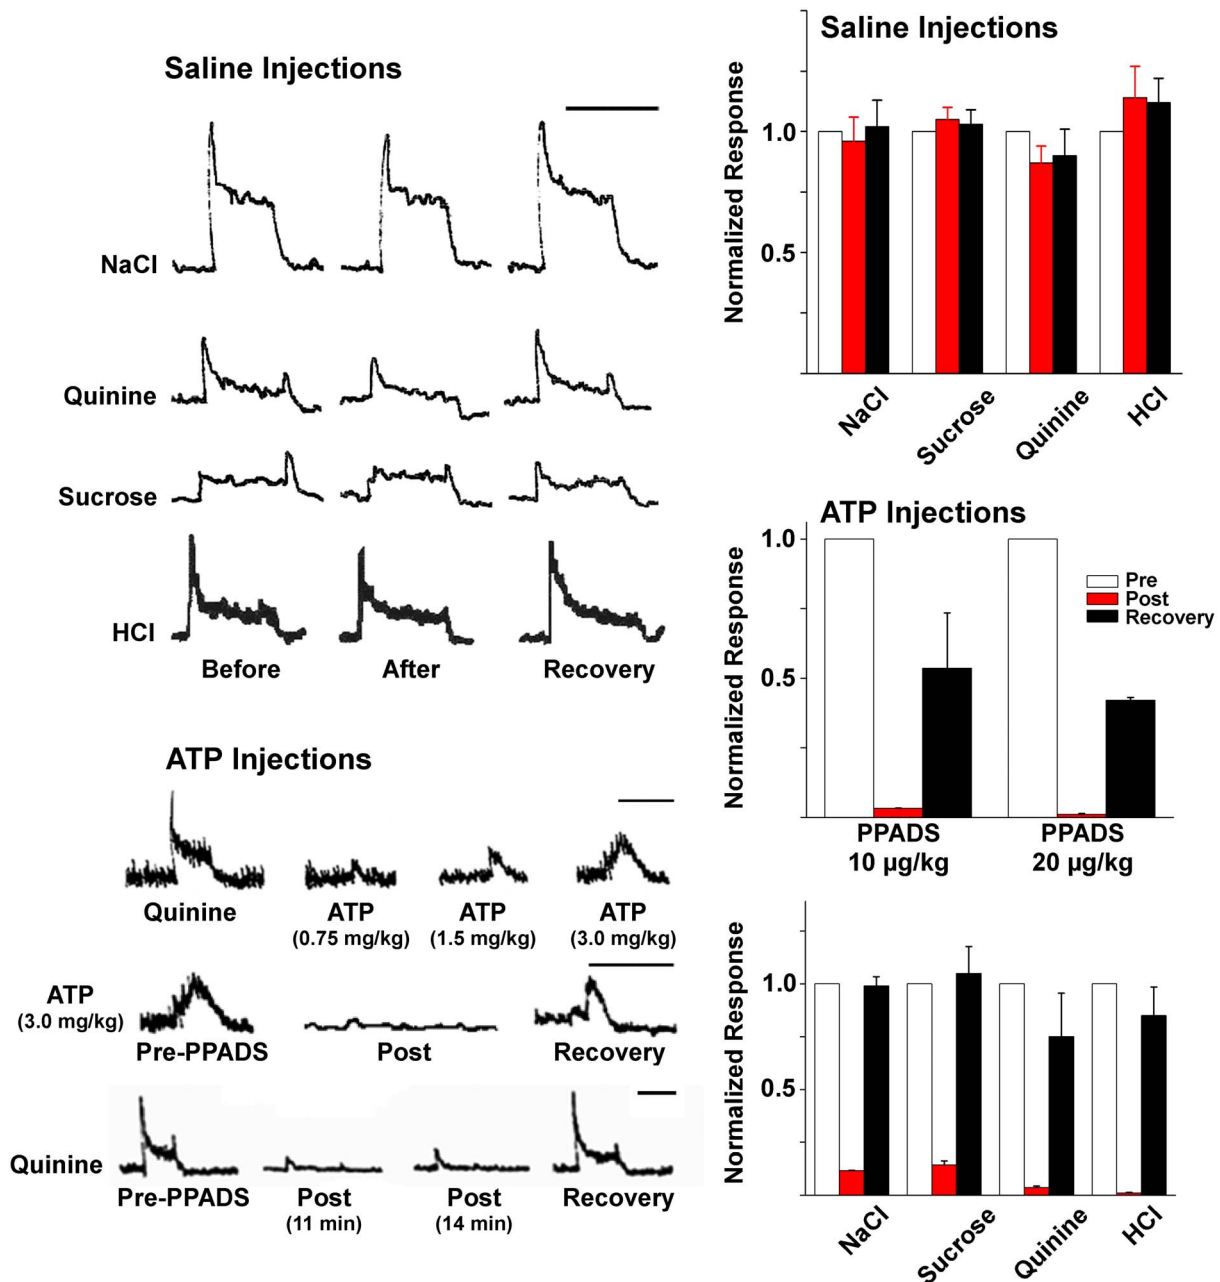 Saline Injections
NaCl
Quinine
Sucrose
HCl
Before After Recovery
ATP Injections
Quinine ATP ATP ATP
(0.75 mg/kg) (1.5 mg/kg) (3.0 mg/kg)
ATP
(3.0 mg/kg)
Pre-PPADS Post Recovery
Quinine
Pre-PPADS Post Post Recovery
(11 min) (14 min)
Saline Injections
Normalized Response
1.0
0.5
NaCl Sucrose Quinine HCl
ATP Injections
Normalized Response
1.0
0.5
Pre
Post
Recovery
PPADS PPADS
10 µg/kg 20 µg/kg
Normalized Response
1.0
0.5
NaCl Sucrose Quinine HCl